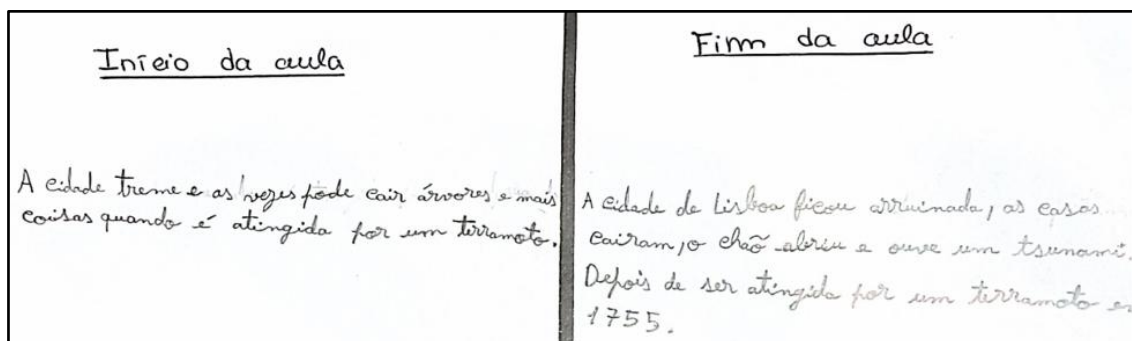 Início da aula
A cidade treme e as vezes pode cair árvores e mais
coisas quando é atingida por um terramoto.
Fim da aula
A cidade de Lisboa ficou arruinada, as casas
cairam, o chão abriu e ouve um tsunami.
Depois de ser atingida por um terramoto em
1755.